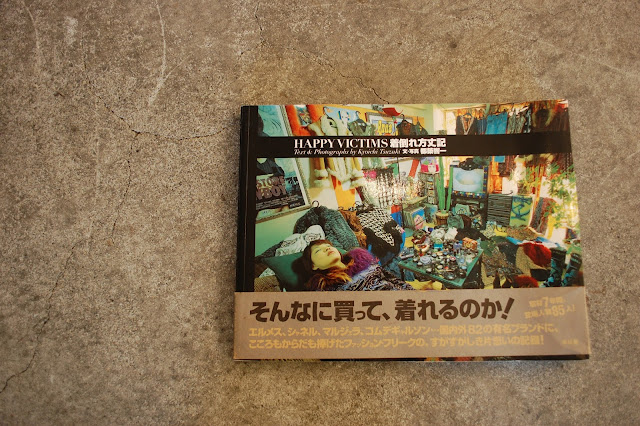 HAPPY VICTIMS 着倒れ方丈記
Text & Photographs by Kyoichi Tsuzuki 文・写真 都築響一
そんなに買って、着れるのか!
エルメス、シャネル、マルジェラ、コムデギャルソン…国内外82の有名ブランドに、
こころもからだも捧げたファッションフリークの、すがすがしき片想いの記録!